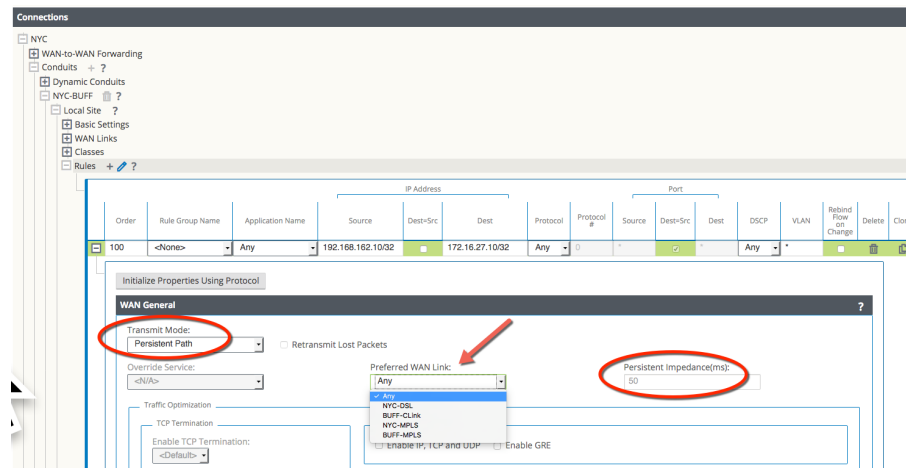 Connections
NYC
WAN-to-WAN Forwarding
Conduits + ?
Dynamic Conduits
NYC-BUFF ?
Local Site ?
Basic Settings
WAN Links
Classes
Rules + ?
IP Address Port
Order Rule Group Name Application Name Source Dest=Src Dest Protocol Protocol # Source Dest=Src Dest DSCP VLAN Rebind Flow on Change Delete Clon
100 <None> Any 192.168.162.10/32 172.16.27.10/32 Any 0 * * Any *
Initialize Properties Using Protocol
WAN General ?
Transmit Mode:
Persistent Path Retransmit Lost Packets
Override Service: Preferred WAN Link: Persistent Impedance(ms):
<N/A> Any 50
✓ Any
NYC-DSL
BUFF-CLink
NYC-MPLS
BUFF-MPLS
Traffic Optimization
TCP Termination
Enable TCP Termination: Enable IP, TCP and UDP Enable GRE
<Default>